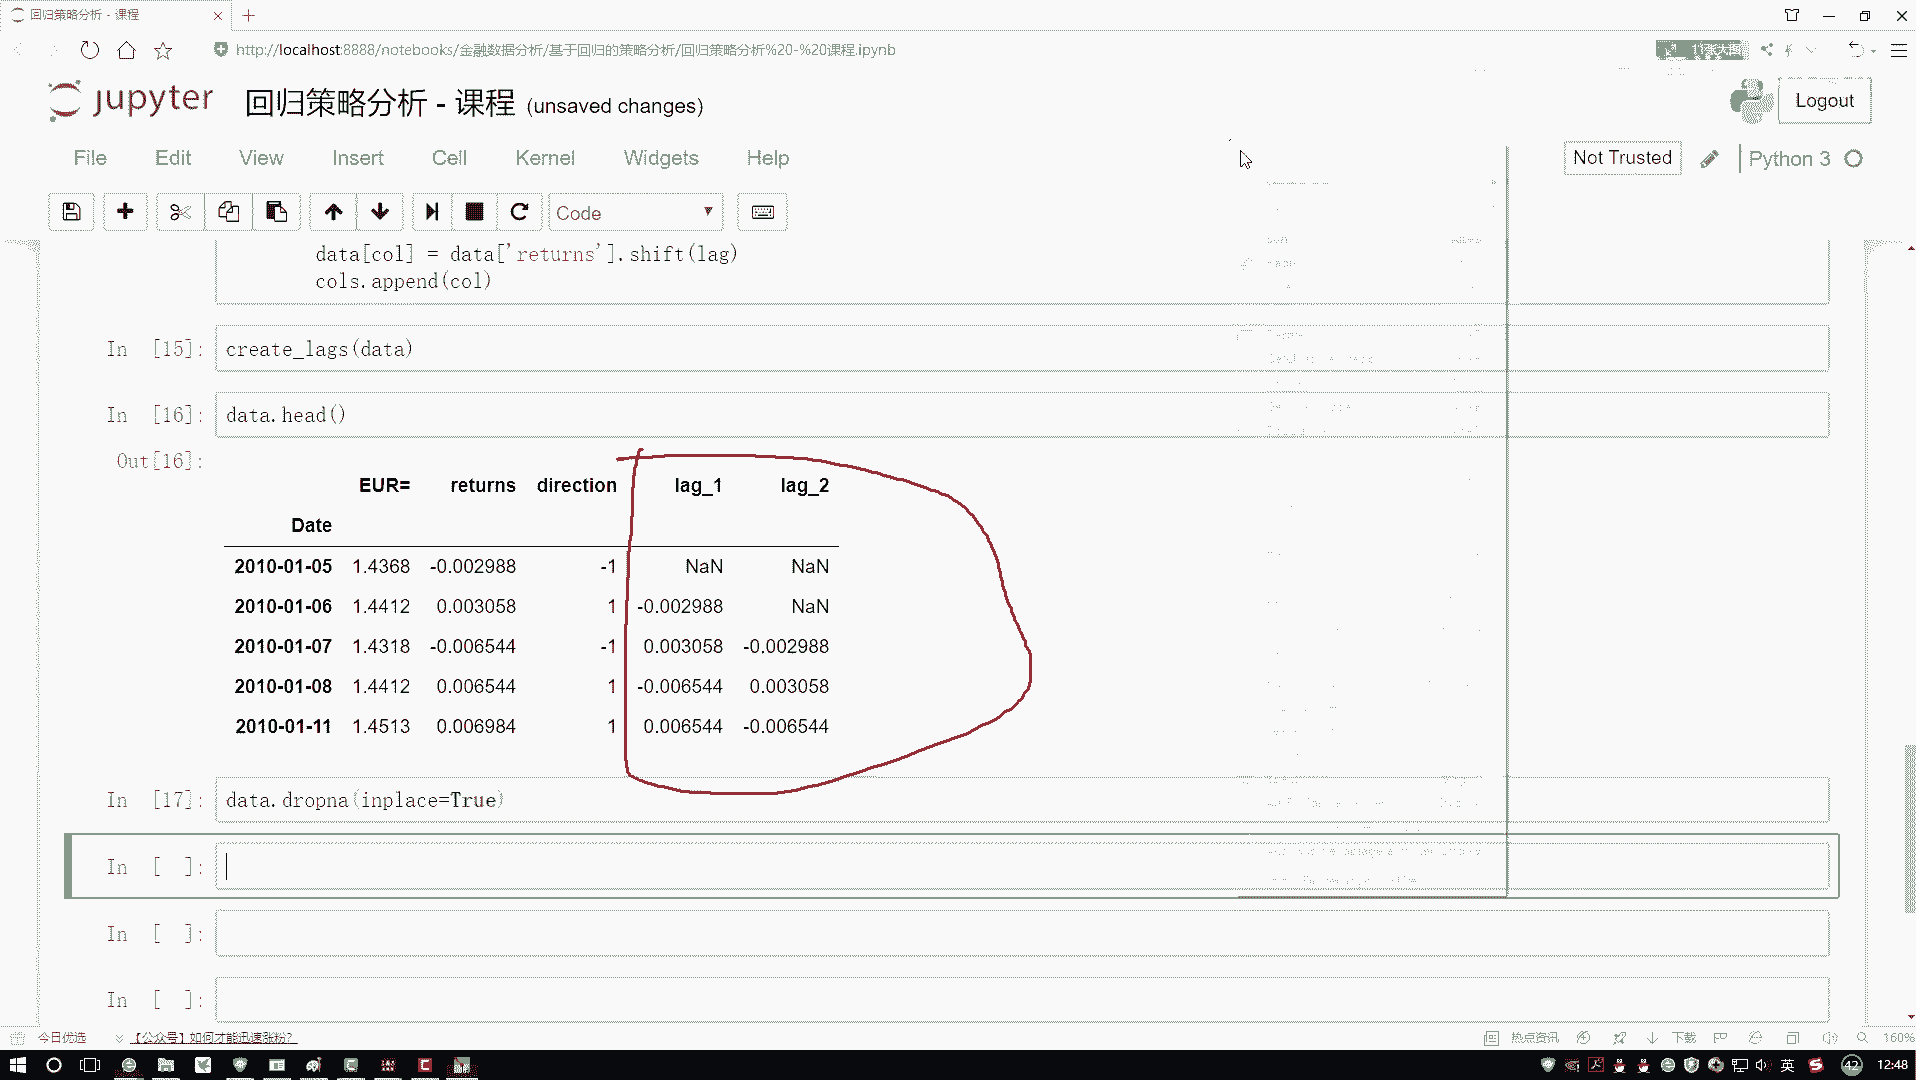 回归策略分析 - 课程
http://localhost:8888/notebooks/金融数据分析/基于回归的策略分析/回归策略分析%20-%20课程.ipynb
jupyter 回归策略分析 - 课程 (unsaved changes)
Logout
File Edit View Insert Cell Kernel Widgets Help
Not Trusted
Python 3
Code
data[col] = data['returns'].shift(lag)
cols.append(col)
In [15]: create_lags(data)
In [16]: data.head()
Out[16]:
EUR= returns direction lag_1 lag_2
Date
2010-01-05 1.4368 -0.002988 -1 NaN NaN
2010-01-06 1.4412 0.003058 1 -0.002988 NaN
2010-01-07 1.4318 -0.006544 -1 0.003058 -0.002988
2010-01-08 1.4412 0.006544 1 -0.006544 0.003058
2010-01-11 1.4513 0.006984 1 0.006544 -0.006544
In [17]: data.dropna(inplace=True)
In [ ]:
In [ ]:
In [ ]:
今日优选 【公众号】如何才能迅速涨粉?
热点资讯 下载 160%
英 42 12:48